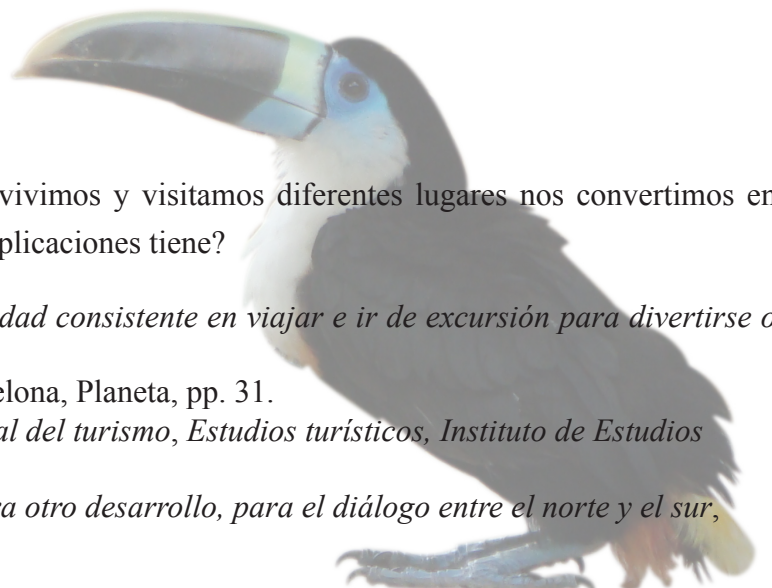 vivimos y visitamos diferentes lugares nos convertimos en
plicaciones tiene?
dad consistente en viajar e ir de excursión para divertirse o
elona, Planeta, pp. 31.
al del turismo, Estudios turísticos, Instituto de Estudios
ra otro desarrollo, para el diálogo entre el norte y el sur,